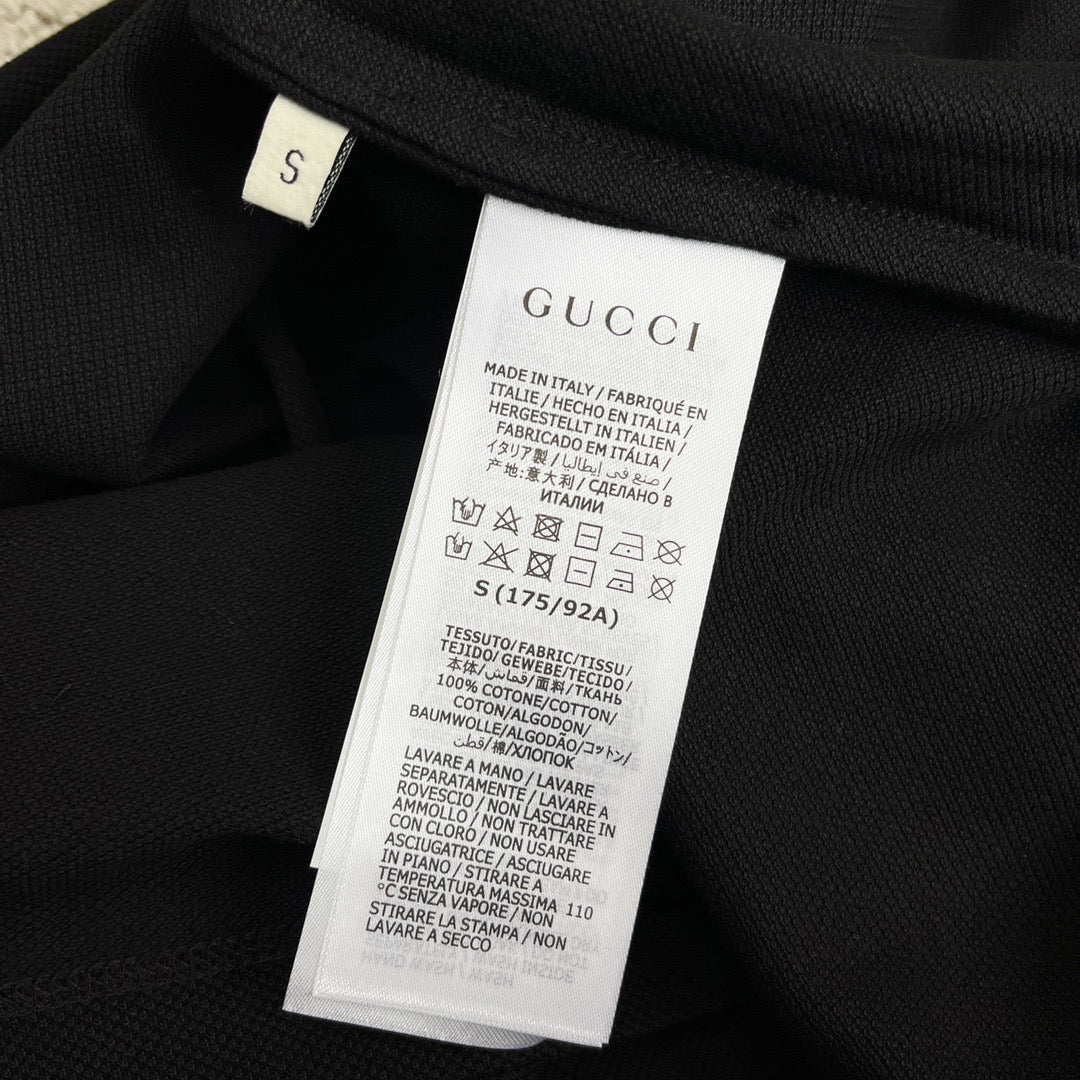 S
GUCCI
MADE IN ITALY / FABRIQUÉ EN
ITALIE / HECHO EN ITALIA /
HERGESTELLT IN ITALIEN /
FABRICADO EM ITÁLIA /
イタリア製 / صنع في إيطاليا /
产地:意大利 / СДЕЛАНО В
ИТАЛИИ
S (175/92A)
TESSUTO/FABRIC/TISSU/
TEJIDO/GEWEBE/TECIDO/
本体/قماش/面料/ТКАНЬ
100% COTONE/COTTON/
COTON/ALGODON/
BAUMWOLLE/ALGODÃO/コットン/
قطن/棉/ХЛОПОК
LAVARE A MANO / LAVARE
SEPARATAMENTE / LAVARE A
ROVESCIO / NON LASCIARE IN
AMMOLLO / NON TRATTARE
CON CLORO / NON USARE
ASCIUGATRICE / ASCIUGARE
IN PIANO / STIRARE A
TEMPERATURA MASSIMA 110
°C SENZA VAPORE / NON
STIRARE LA STAMPA / NON
LAVARE A SECCO